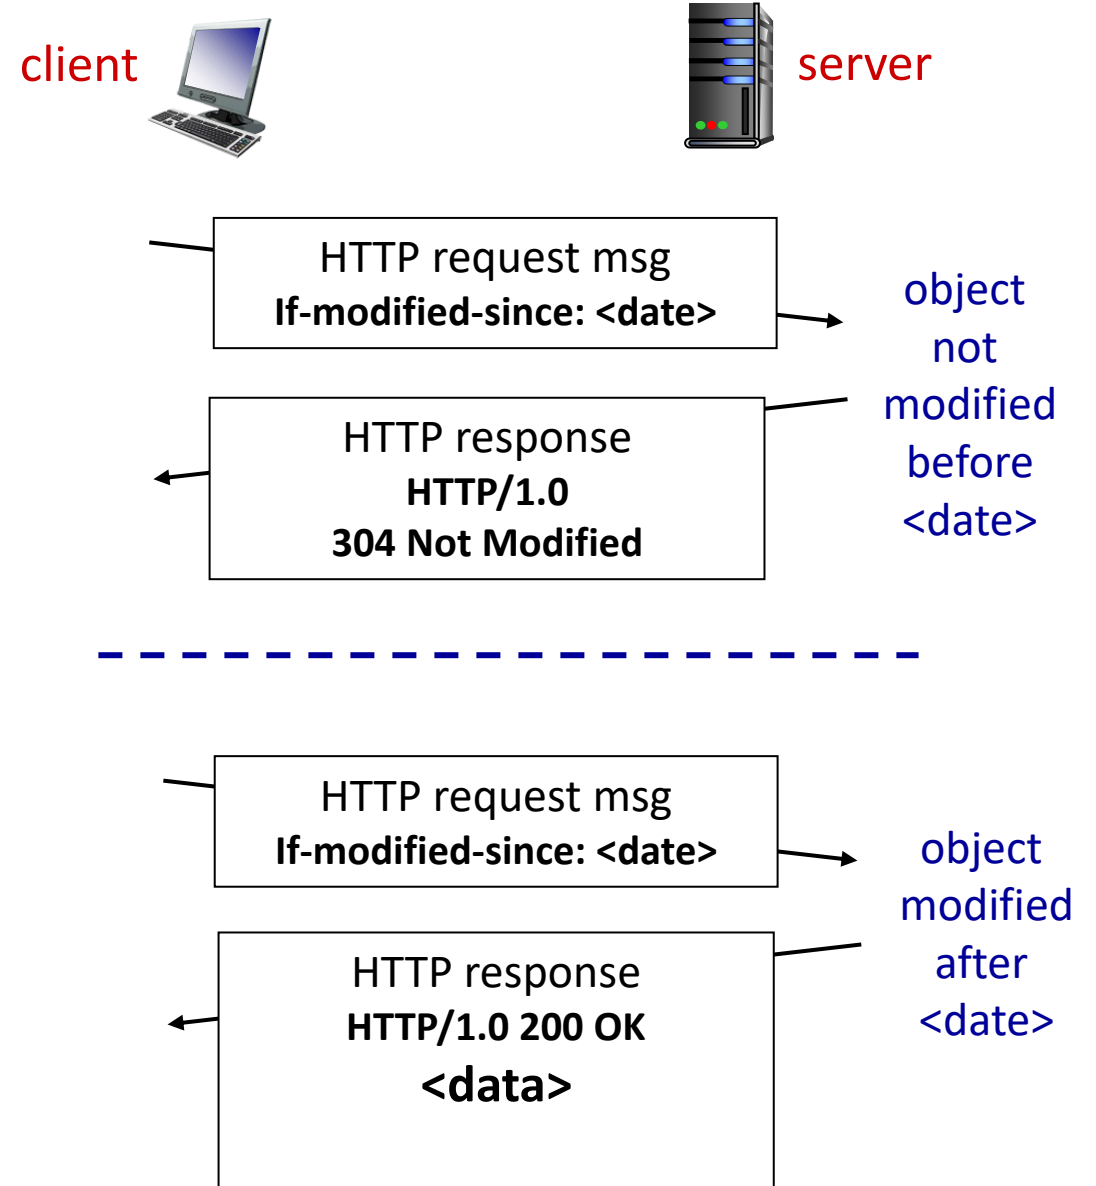 client
server
HTTP request msg
If-modified-since: <date>
object
not
modified
before
<date>
HTTP response
HTTP/1.0
304 Not Modified
HTTP request msg
If-modified-since: <date>
object
modified
after
<date>
HTTP response
HTTP/1.0 200 OK
<data>